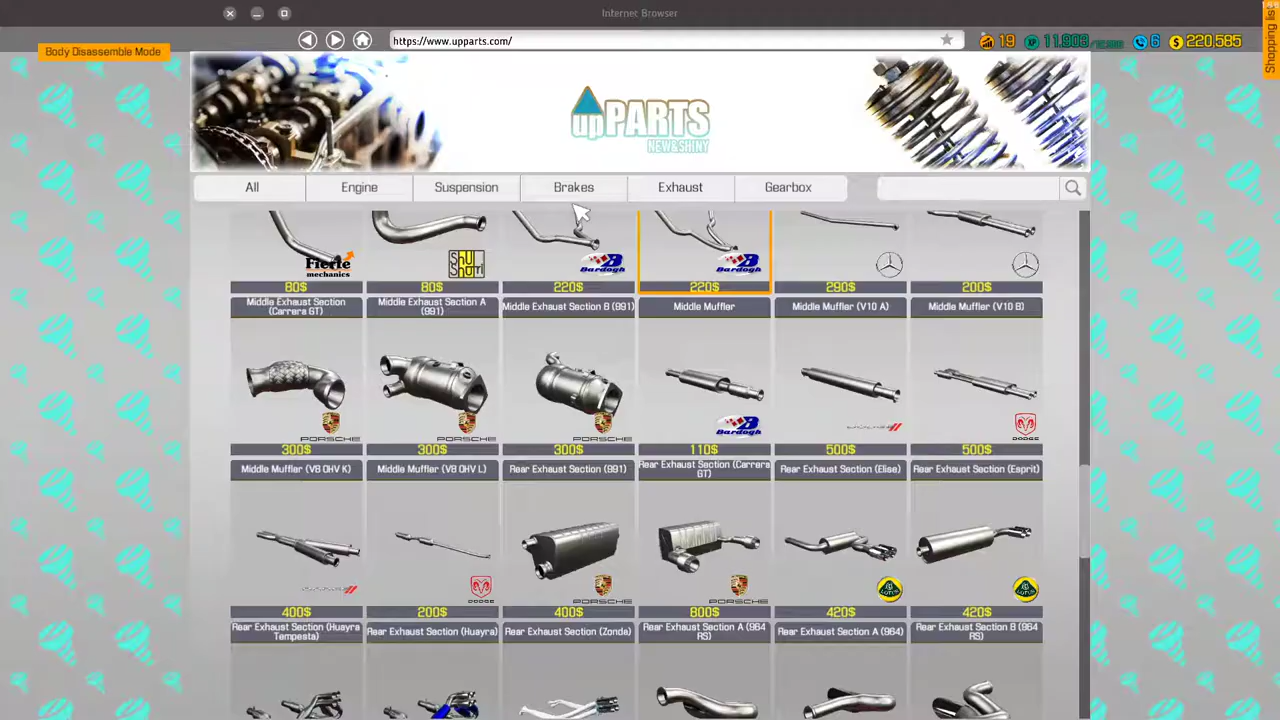 Internet Browser
Body Disassemble Mode
https://www.upparts.com/
19
6
220,585
Shopping list
upPARTS
NEW&SHINY
All
Engine
Suspension
Brakes
Exhaust
Gearbox
Fierte
mechanics
Bardogh
Bardogh
80$
80$
220$
220$
290$
200$
Middle Exhaust Section
(Carrera GT)
Middle Exhaust Section A
(991)
Middle Exhaust Section B (991)
Middle Muffler
Middle Muffler (V10 A)
Middle Muffler (V10 B)
PORSCHE
PORSCHE
PORSCHE
Bardogh
DODGE
300$
300$
300$
110$
500$
500$
Middle Muffler (V8 OHV K)
Middle Muffler (V8 OHV L)
Rear Exhaust Section (991)
Rear Exhaust Section (Carrera
GT)
Rear Exhaust Section (Elise)
Rear Exhaust Section (Esprit)
DODGE
PORSCHE
PORSCHE
400$
200$
400$
800$
420$
420$
Rear Exhaust Section (Huayra
Tempesta)
Rear Exhaust Section (Huayra)
Rear Exhaust Section (Zonda)
Rear Exhaust Section A (964
RS)
Rear Exhaust Section A (964)
Rear Exhaust Section B (964
RS)